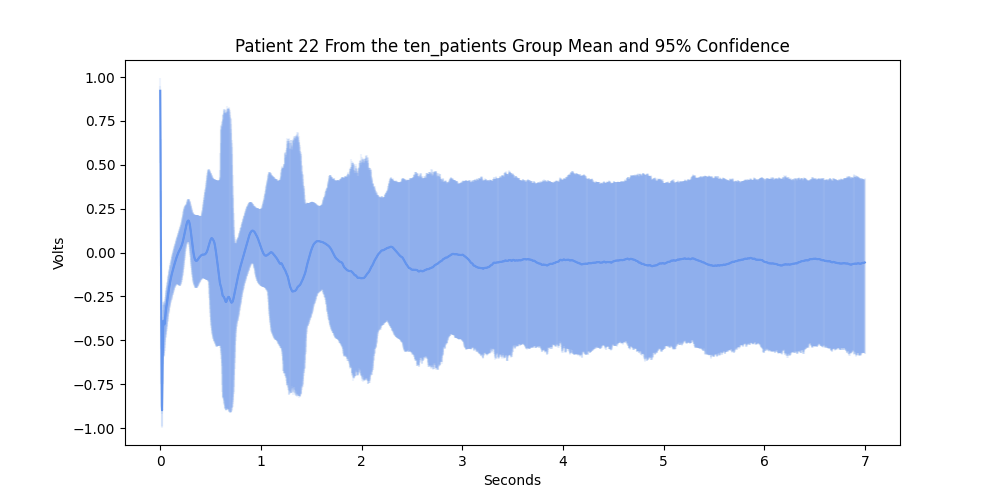 Patient 22 From the ten_patients Group Mean and 95% Confidence
1.00
0.75
0.50
0.25
0.00
−0.25
−0.50
−0.75
−1.00
Volts
0 1 2 3 4 5 6 7
Seconds